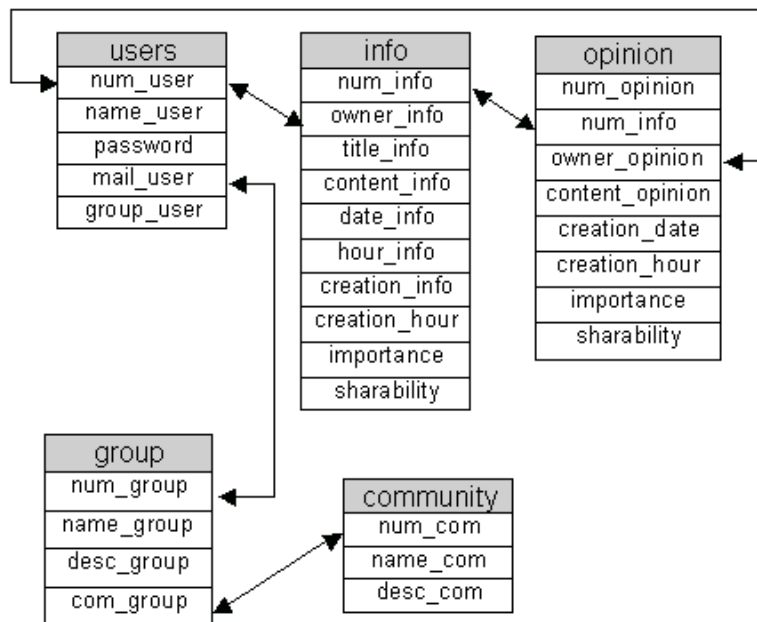 users
num_user
name_user
password
mail_user
group_user
info
num_info
owner_info
title_info
content_info
date_info
hour_info
creation_info
creation_hour
importance
sharability
opinion
num_opinion
num_info
owner_opinion
content_opinion
creation_date
creation_hour
importance
sharability
group
num_group
name_group
desc_group
com_group
community
num_com
name_com
desc_com